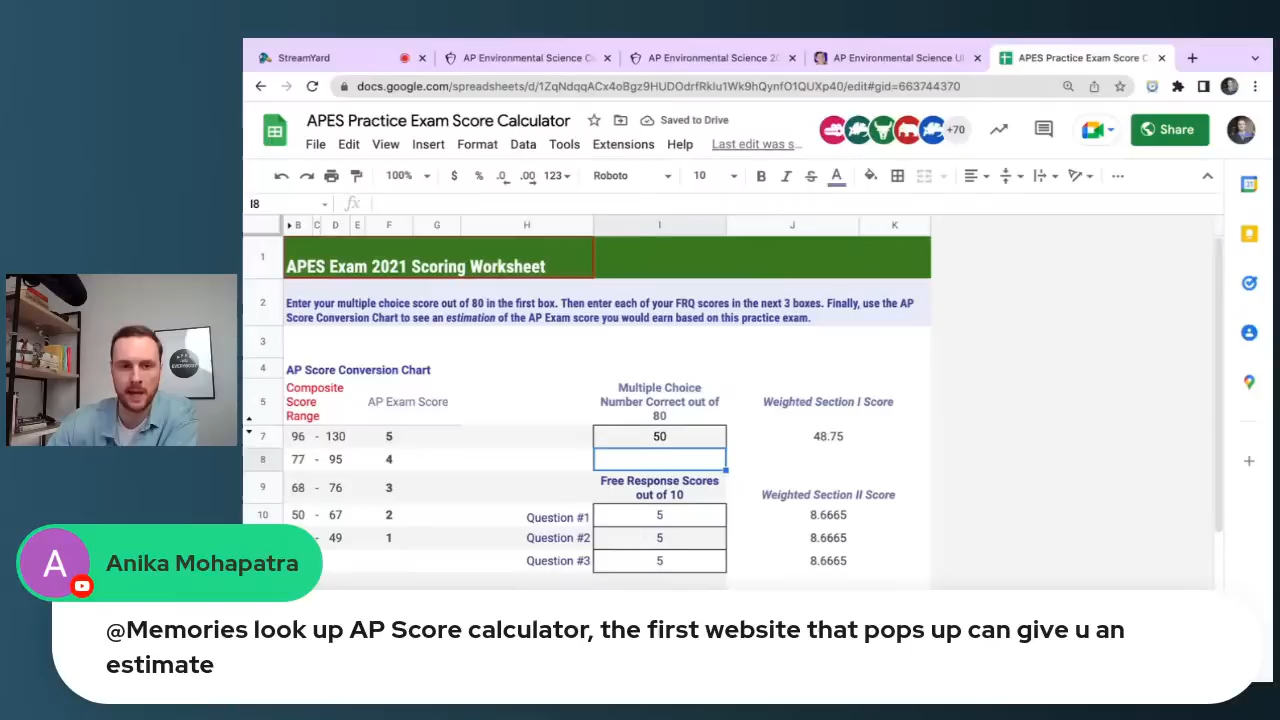 StreamYard
AP Environmental Science C
AP Environmental Science 20
AP Environmental Science U
APES Practice Exam Score C
docs.google.com/spreadsheets/d/1ZqNdqqACx4oBgz9HUDOdrfRkIu1Wk9hQynfO1QUXp40/edit#gid=663744370
APES Practice Exam Score Calculator
Saved to Drive
+70
Share
File Edit View Insert Format Data Tools Extensions Help Last edit was s...
100% $ % .0 .00 123 Roboto 10 B I S A
I8 fx
B C D E F G H I J K
1 APES Exam 2021 Scoring Worksheet
2 Enter your multiple choice score out of 80 in the first box. Then enter each of your FRQ scores in the next 3 boxes. Finally, use the AP
Score Conversion Chart to see an estimation of the AP Exam score you would earn based on this practice exam.
3
4 AP Score Conversion Chart
5 Composite Score Range AP Exam Score Multiple Choice Number Correct out of 80 Weighted Section I Score
7 96 - 130 5 50 48.75
8 77 - 95 4
9 68 - 76 3 Free Response Scores out of 10 Weighted Section II Score
10 50 - 67 2 Question #1 5 8.6665
- 49 1 Question #2 5 8.6665
Question #3 5 8.6665
A Anika Mohapatra
@Memories look up AP Score calculator, the first website that pops up can give u an
estimate